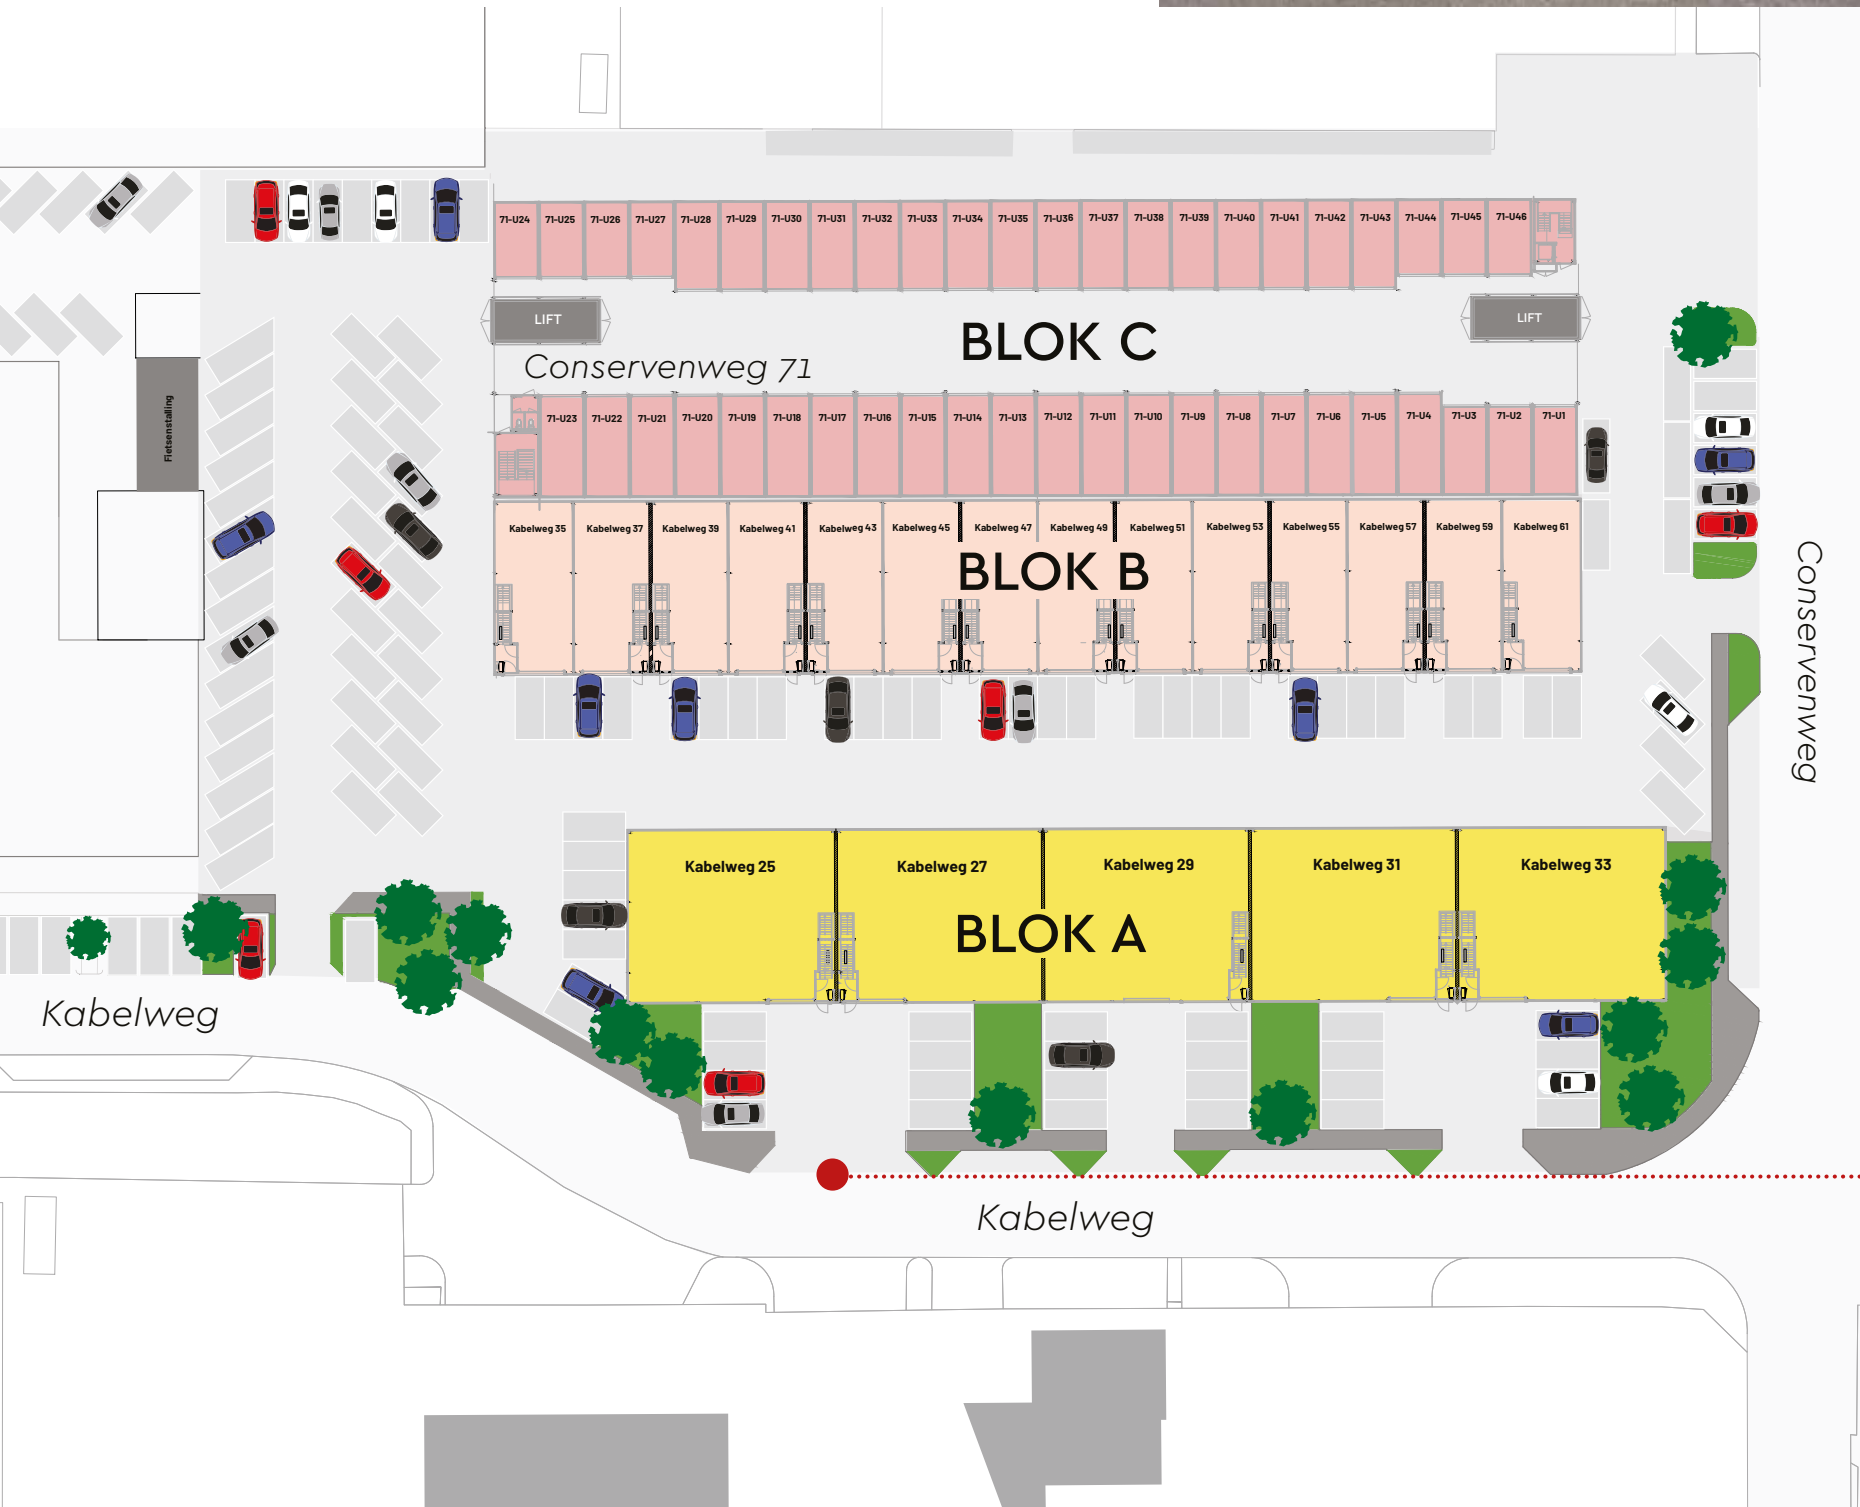 71-U24 71-U25 71-U26 71-U27 71-U28 71-U29 71-U30 71-U31 71-U32 71-U33 71-U34 71-U35 71-U36 71-U37 71-U38 71-U39 71-U40 71-U41 71-U42 71-U43 71-U44 71-U45 71-U46
LIFT
LIFT
BLOK C
Conservenweg 71
71-U23 71-U22 71-U21 71-U20 71-U19 71-U18 71-U17 71-U16 71-U15 71-U14 71-U13 71-U12 71-U11 71-U10 71-U9 71-U8 71-U7 71-U6 71-U5 71-U4 71-U3 71-U2 71-U1
Fietsenstalling
Kabelweg 35 Kabelweg 37 Kabelweg 39 Kabelweg 41 Kabelweg 43 Kabelweg 45 Kabelweg 47 Kabelweg 49 Kabelweg 51 Kabelweg 53 Kabelweg 55 Kabelweg 57 Kabelweg 59 Kabelweg 61
BLOK B
Conservenweg
Kabelweg 25 Kabelweg 27 Kabelweg 29 Kabelweg 31 Kabelweg 33
BLOK A
Kabelweg
Kabelweg